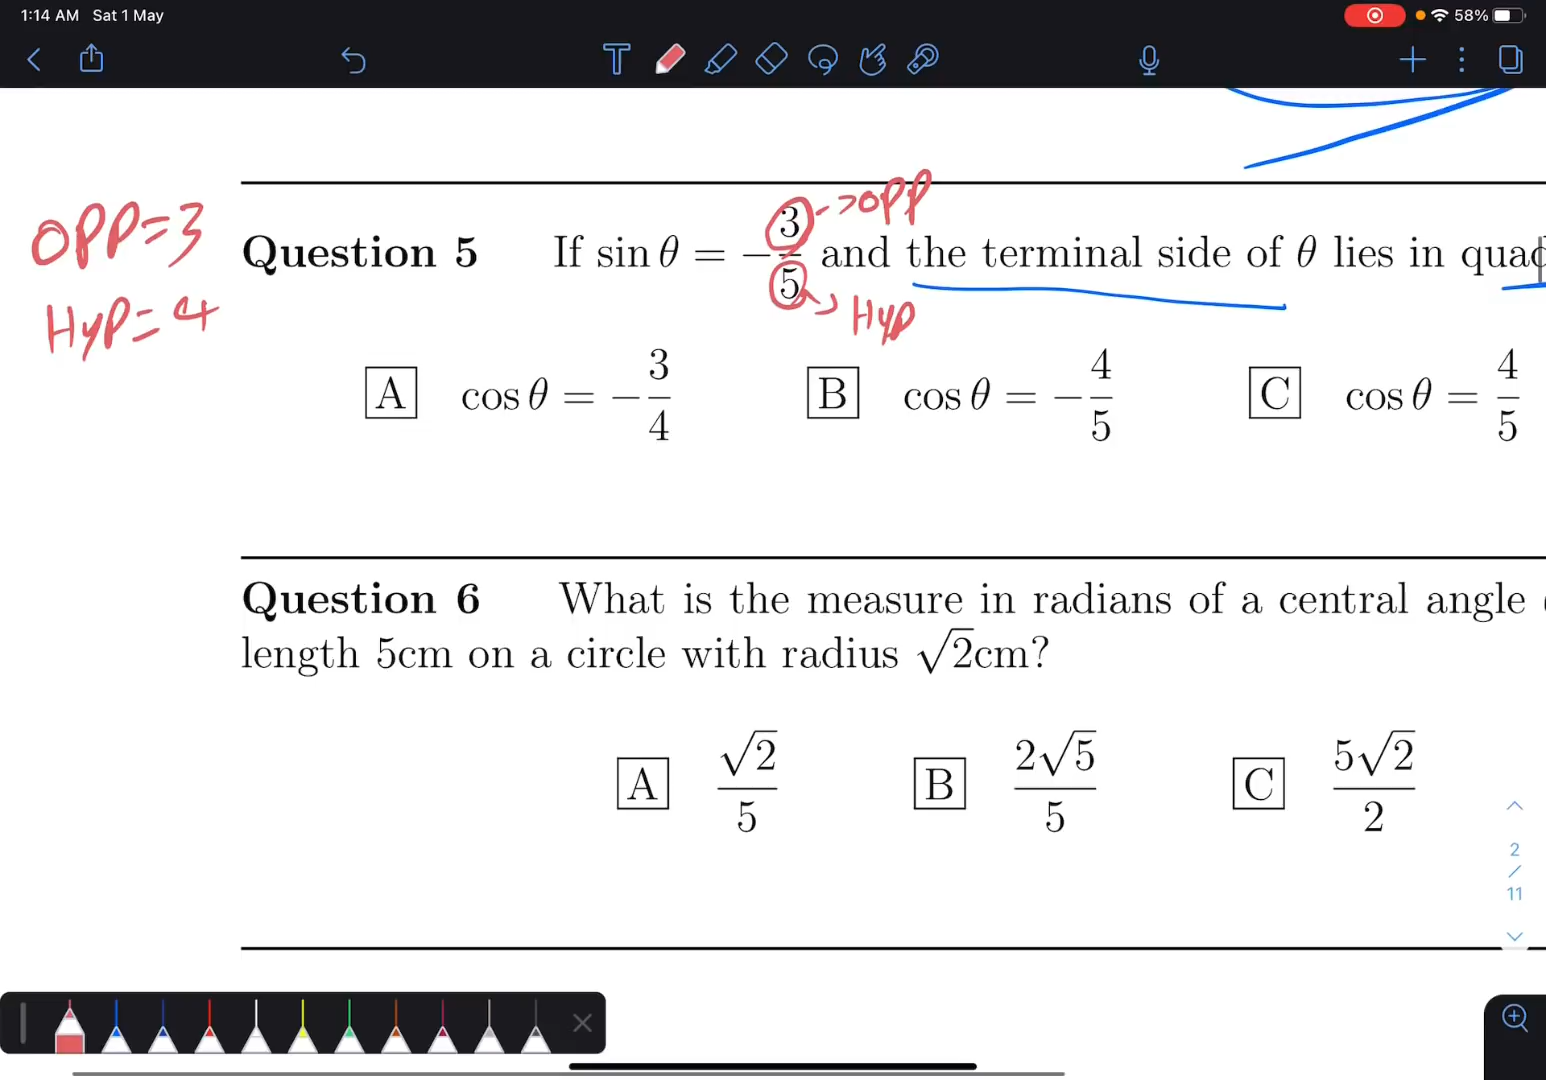 1:14 AM Sat 1 May
58%
OPP=3
HYP=4
->OPP
Question 5 If sin θ = −3/5 and the terminal side of θ lies in quad
HYP
A cos θ = −3/4 B cos θ = −4/5 C cos θ = 4/5
Question 6 What is the measure in radians of a central angle
length 5cm on a circle with radius √2cm?
A √2/5 B 2√5/5 C 5√2/2
2
/
11